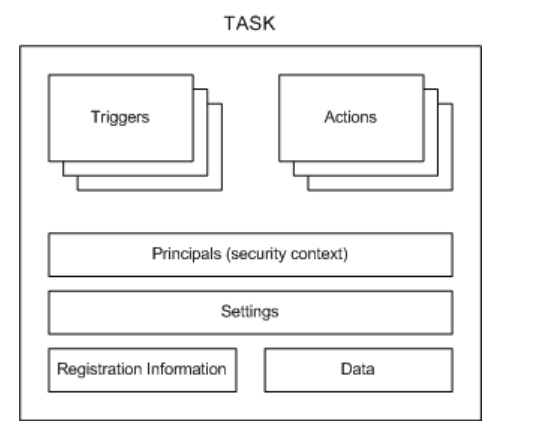 TASK
Triggers
Actions
Principals (security context)
Settings
Registration Information
Data